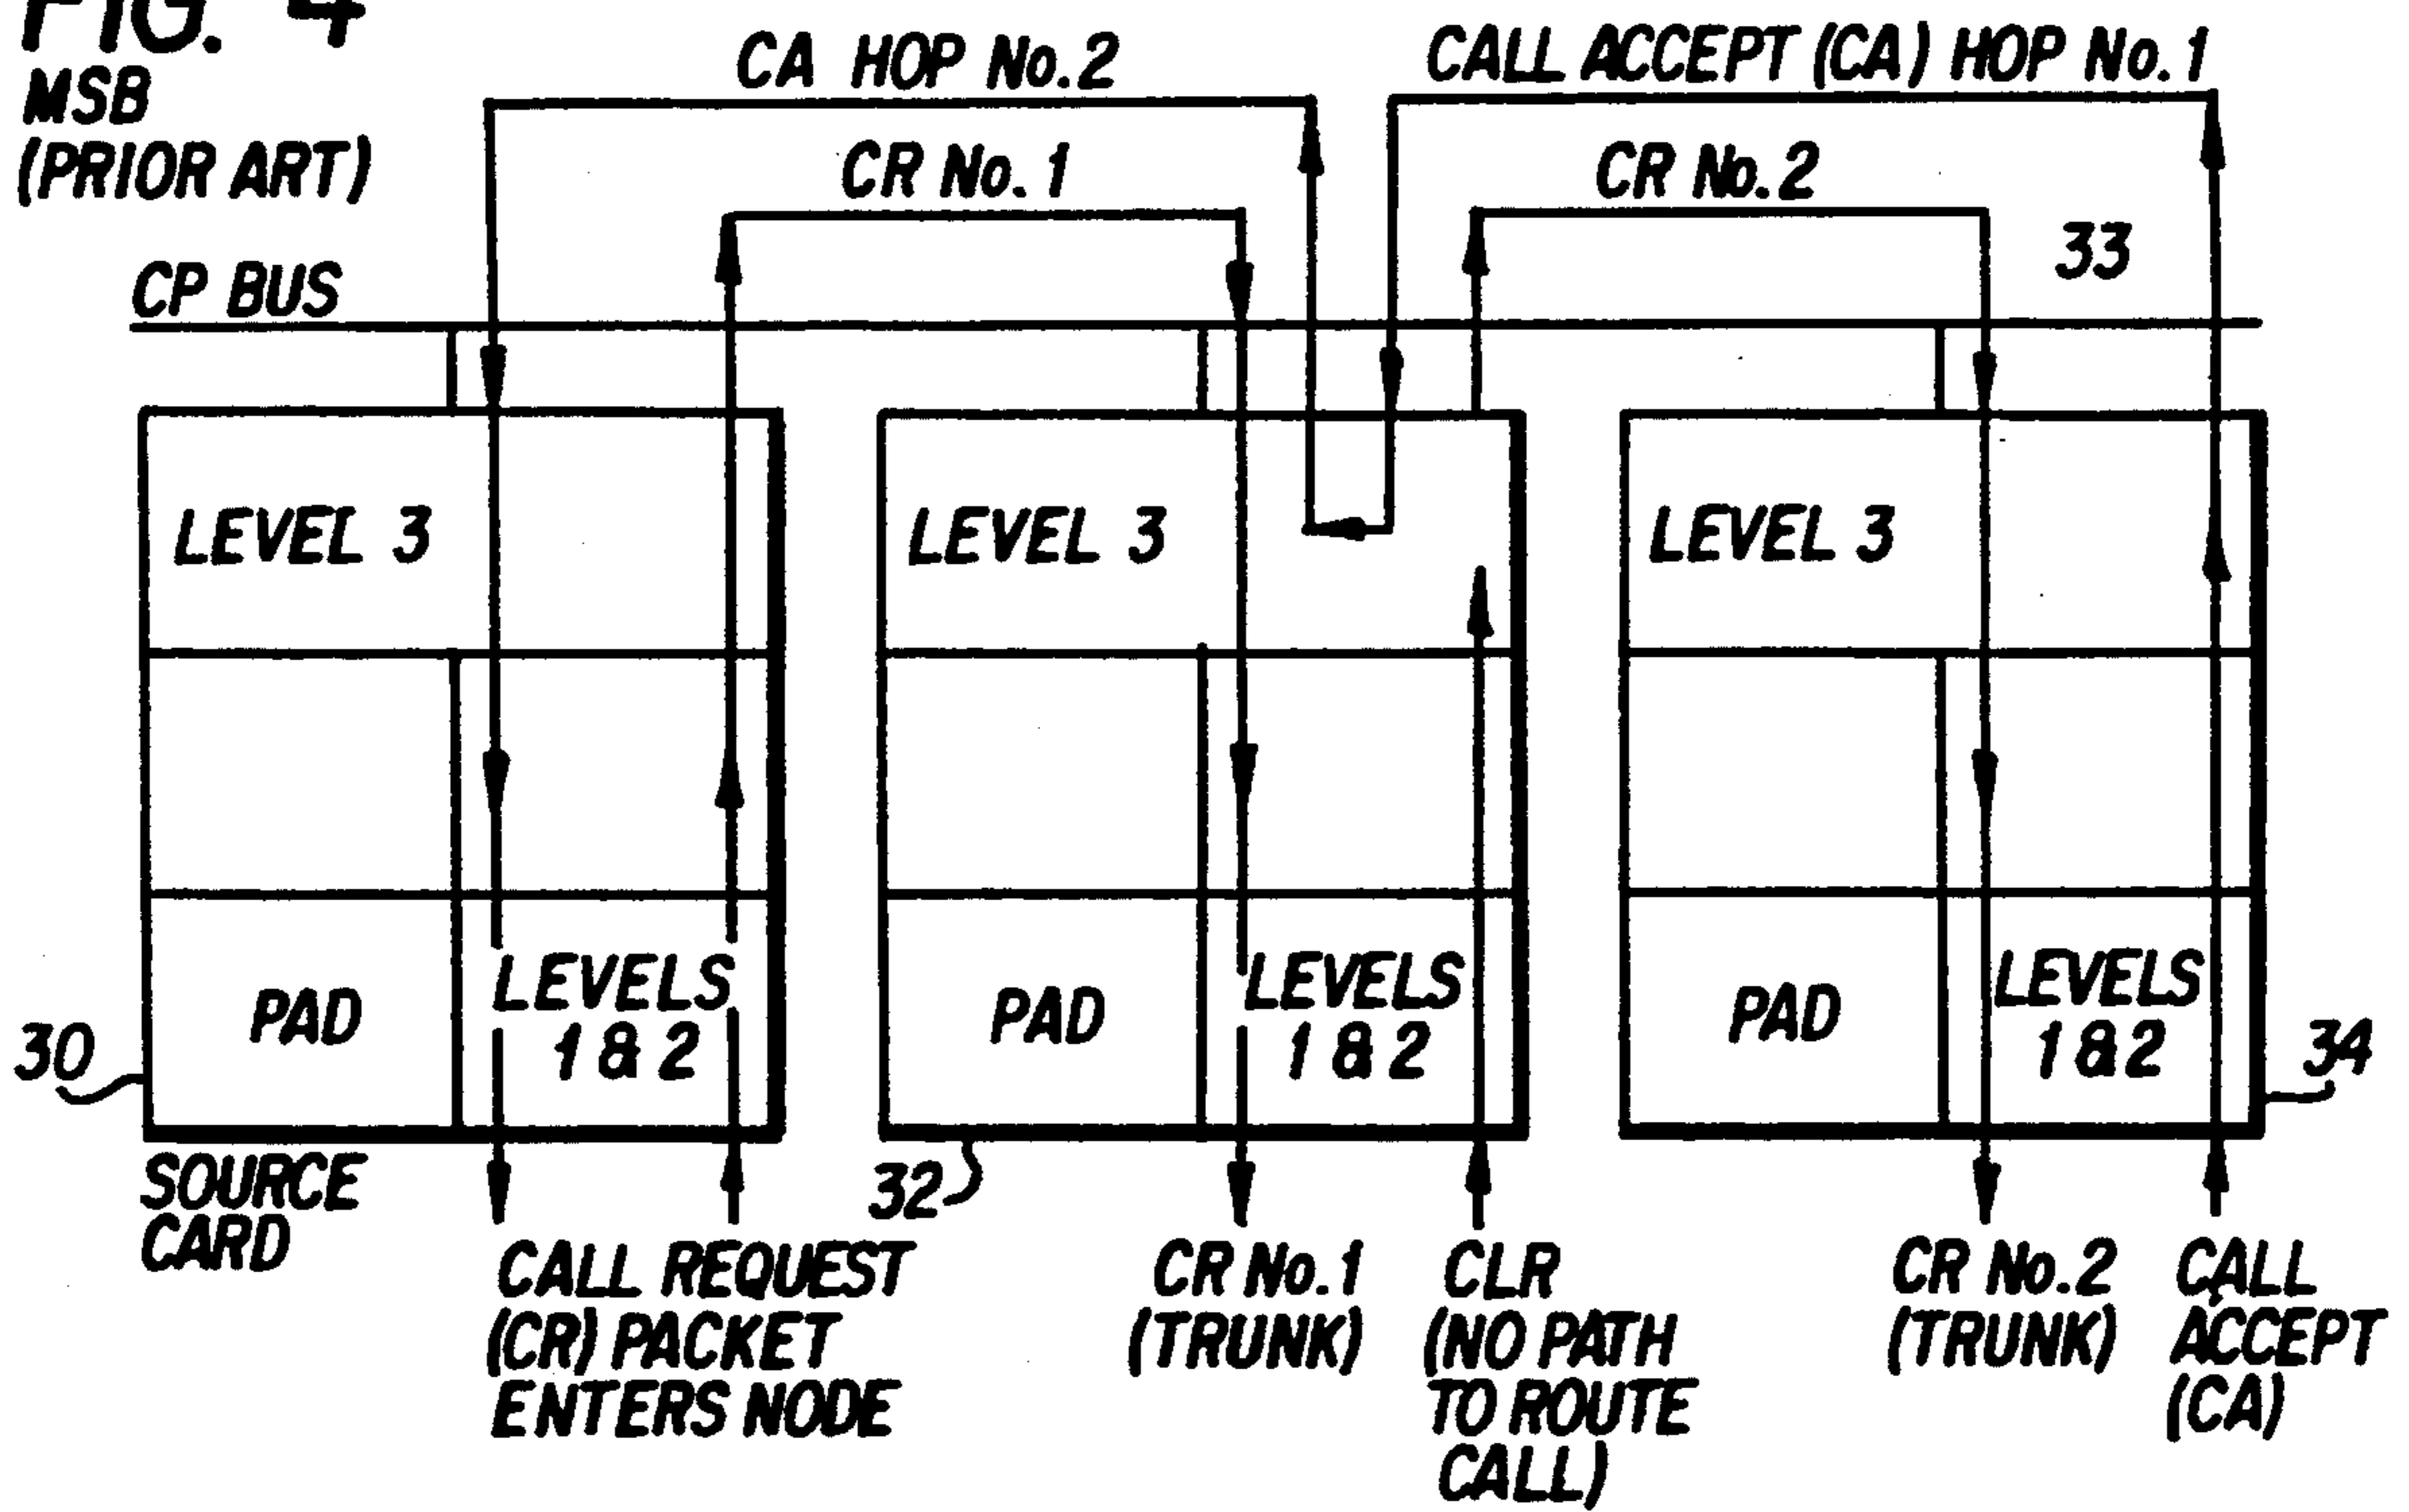 FIG. 4
MSB
(PRIOR ART)
CA HOP No.2
CALL ACCEPT (CA) HOP No.1
CR No.1
CR No.2
33
CP BUS
LEVEL 3
LEVEL 3
LEVEL 3
PAD
LEVELS
1 & 2
PAD
LEVELS
1 & 2
PAD
LEVELS
1 & 2
30
34
32
SOURCE
CARD
CALL REQUEST
(CR) PACKET
ENTERS NODE
CR No.1
(TRUNK)
CLR
(NO PATH
TO ROUTE
CALL)
CR No.2
(TRUNK)
CALL
ACCEPT
(CA)